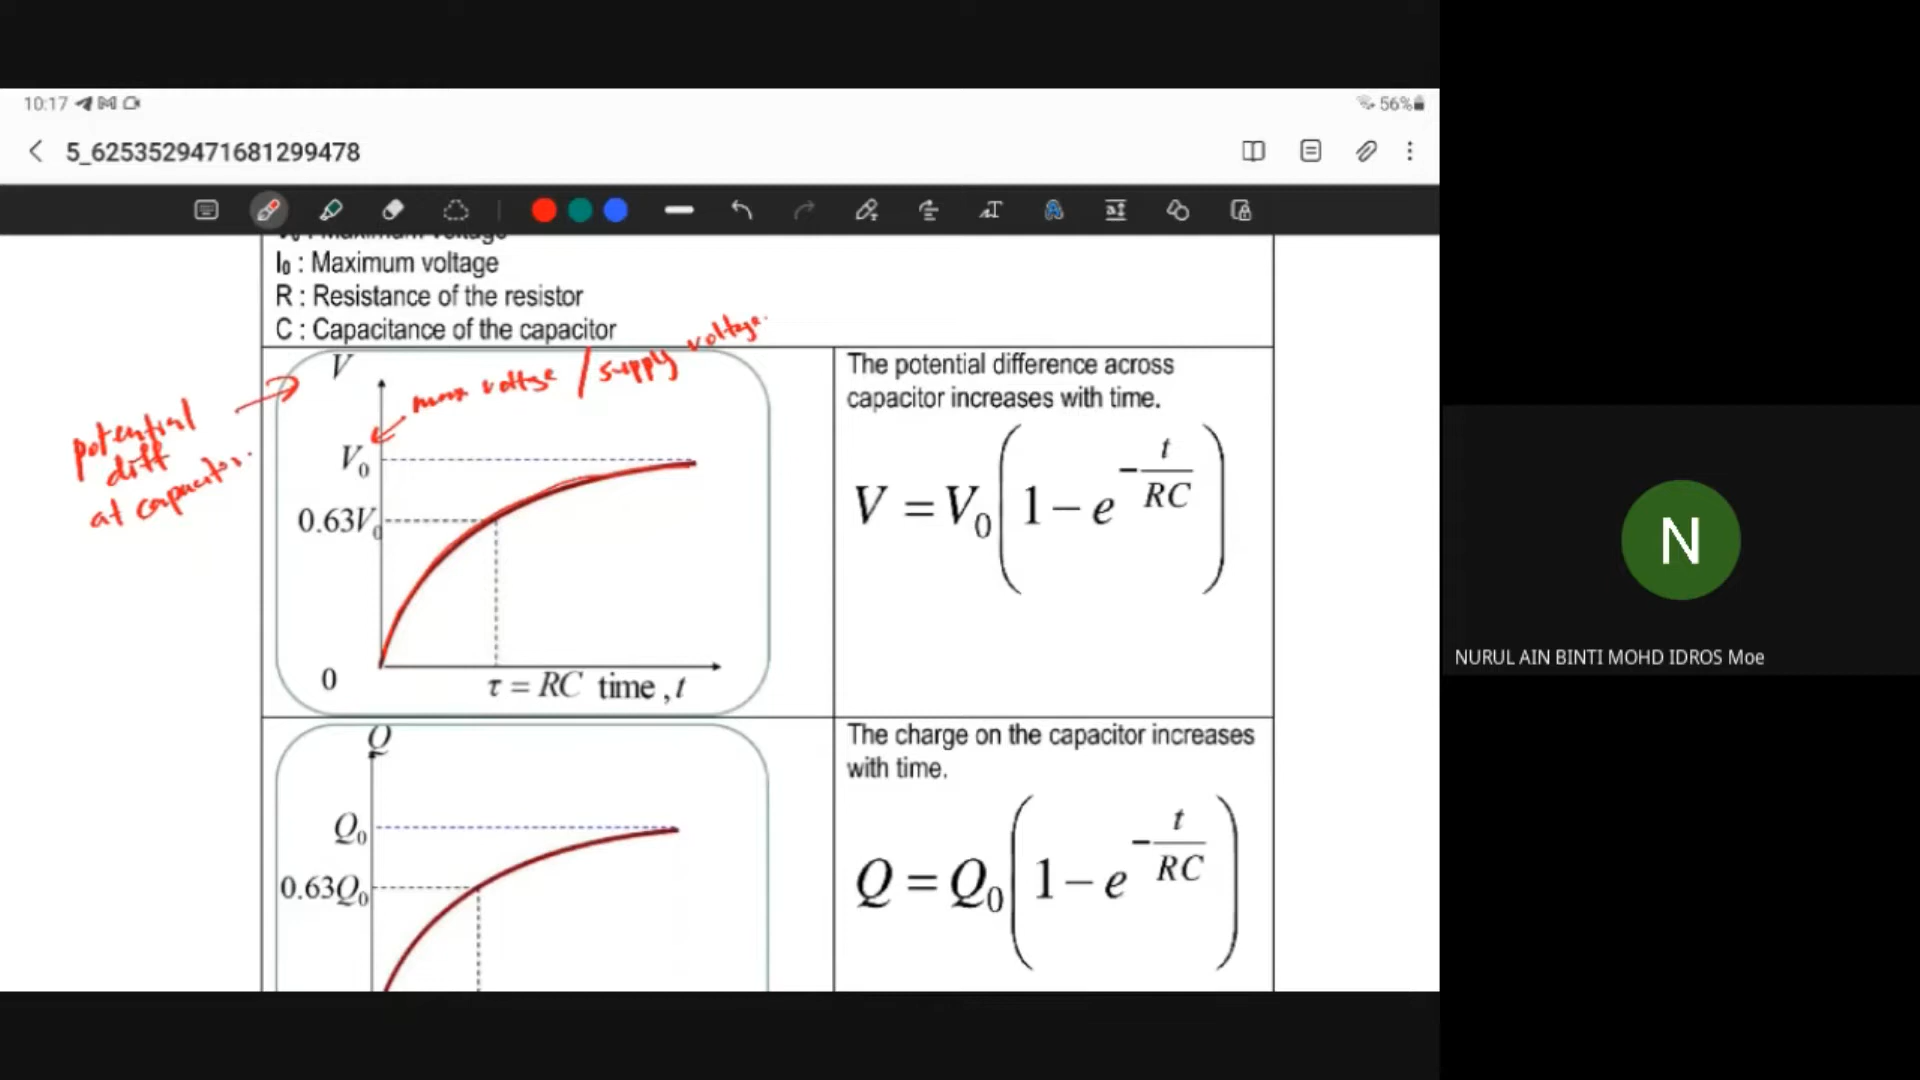 10:17
56%
5_6253529471681299478
V₀ : Maximum voltage
I₀ : Maximum voltage
R : Resistance of the resistor
C : Capacitance of the capacitor
V
max voltage / supply voltage.
potential
diff
at capacitor.
V₀
0.63V₀
0
τ = RC time , t
The potential difference across
capacitor increases with time.
V = V₀ ( 1 − e^(−t/RC) )
Q
Q₀
0.63Q₀
The charge on the capacitor increases
with time.
Q = Q₀ ( 1 − e^(−t/RC) )
N
NURUL AIN BINTI MOHD IDROS Moe